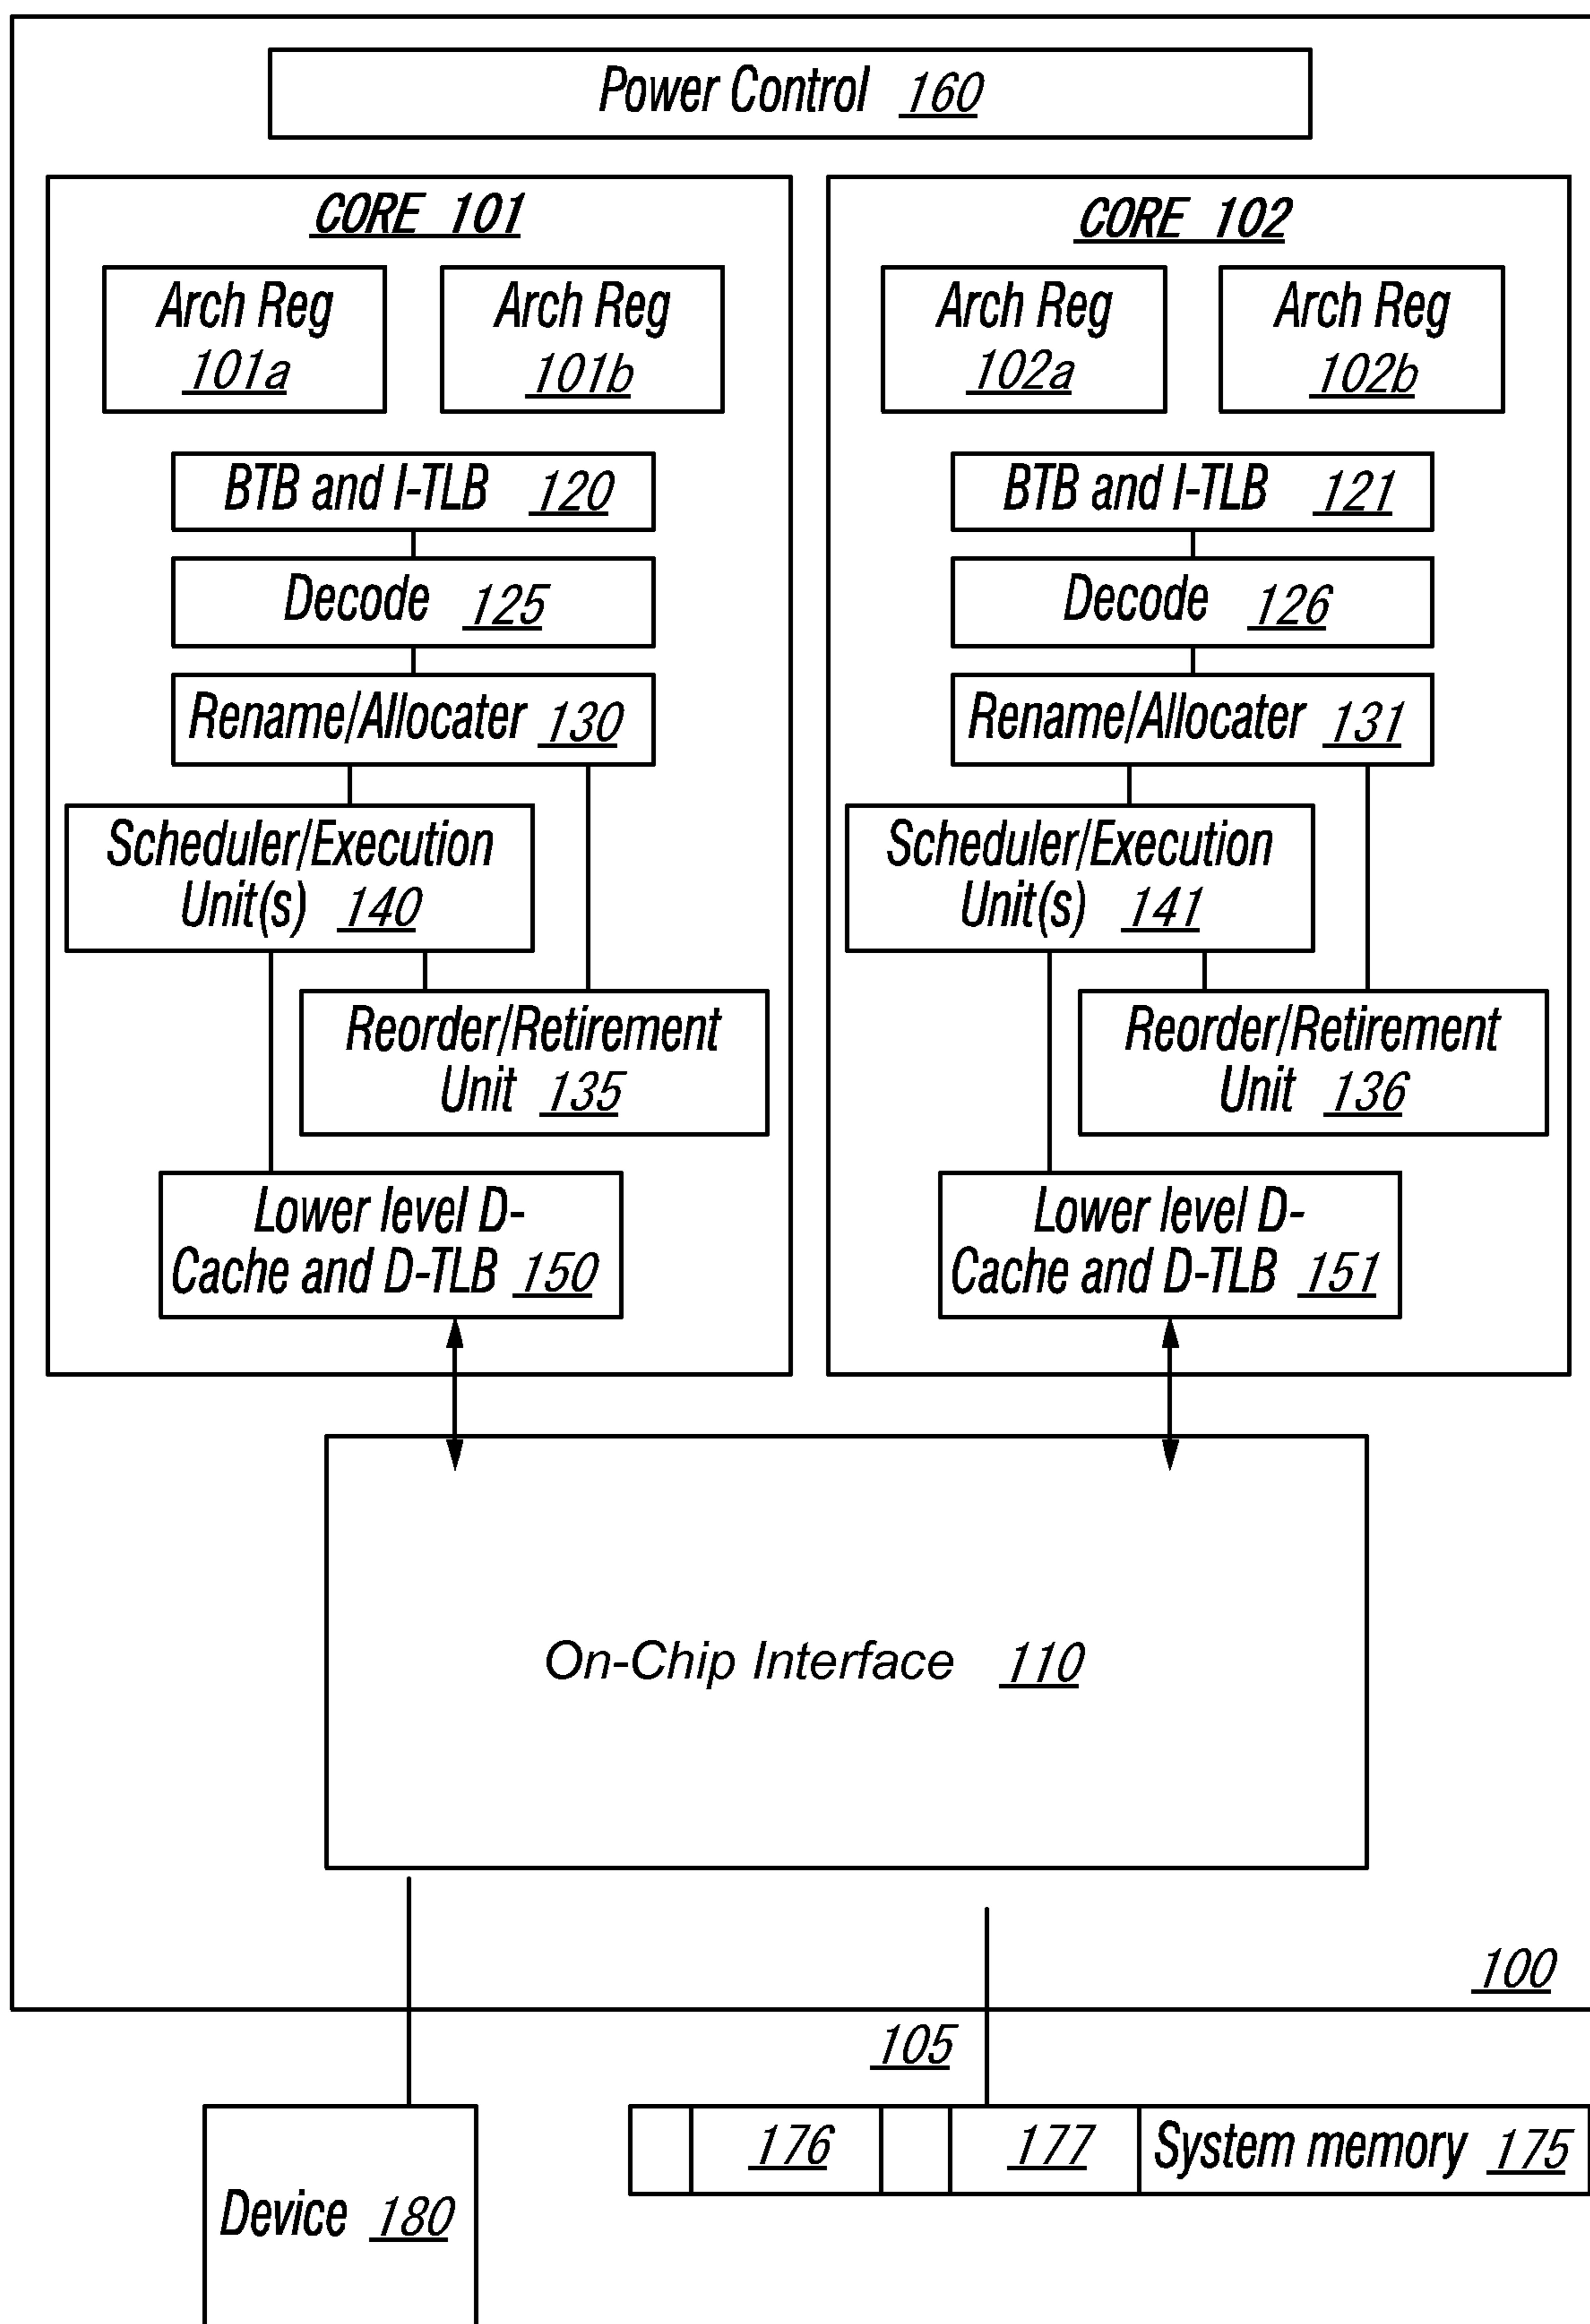 Power Control 160
CORE 101
Arch Reg
101a
Arch Reg
101b
BTB and I-TLB 120
Decode 125
Rename/Allocater 130
Scheduler/Execution
Unit(s) 140
Reorder/Retirement
Unit 135
Lower level D-
Cache and D-TLB 150
CORE 102
Arch Reg
102a
Arch Reg
102b
BTB and I-TLB 121
Decode 126
Rename/Allocater 131
Scheduler/Execution
Unit(s) 141
Reorder/Retirement
Unit 136
Lower level D-
Cache and D-TLB 151
On-Chip Interface 110
100
105
176
177
System memory 175
Device 180